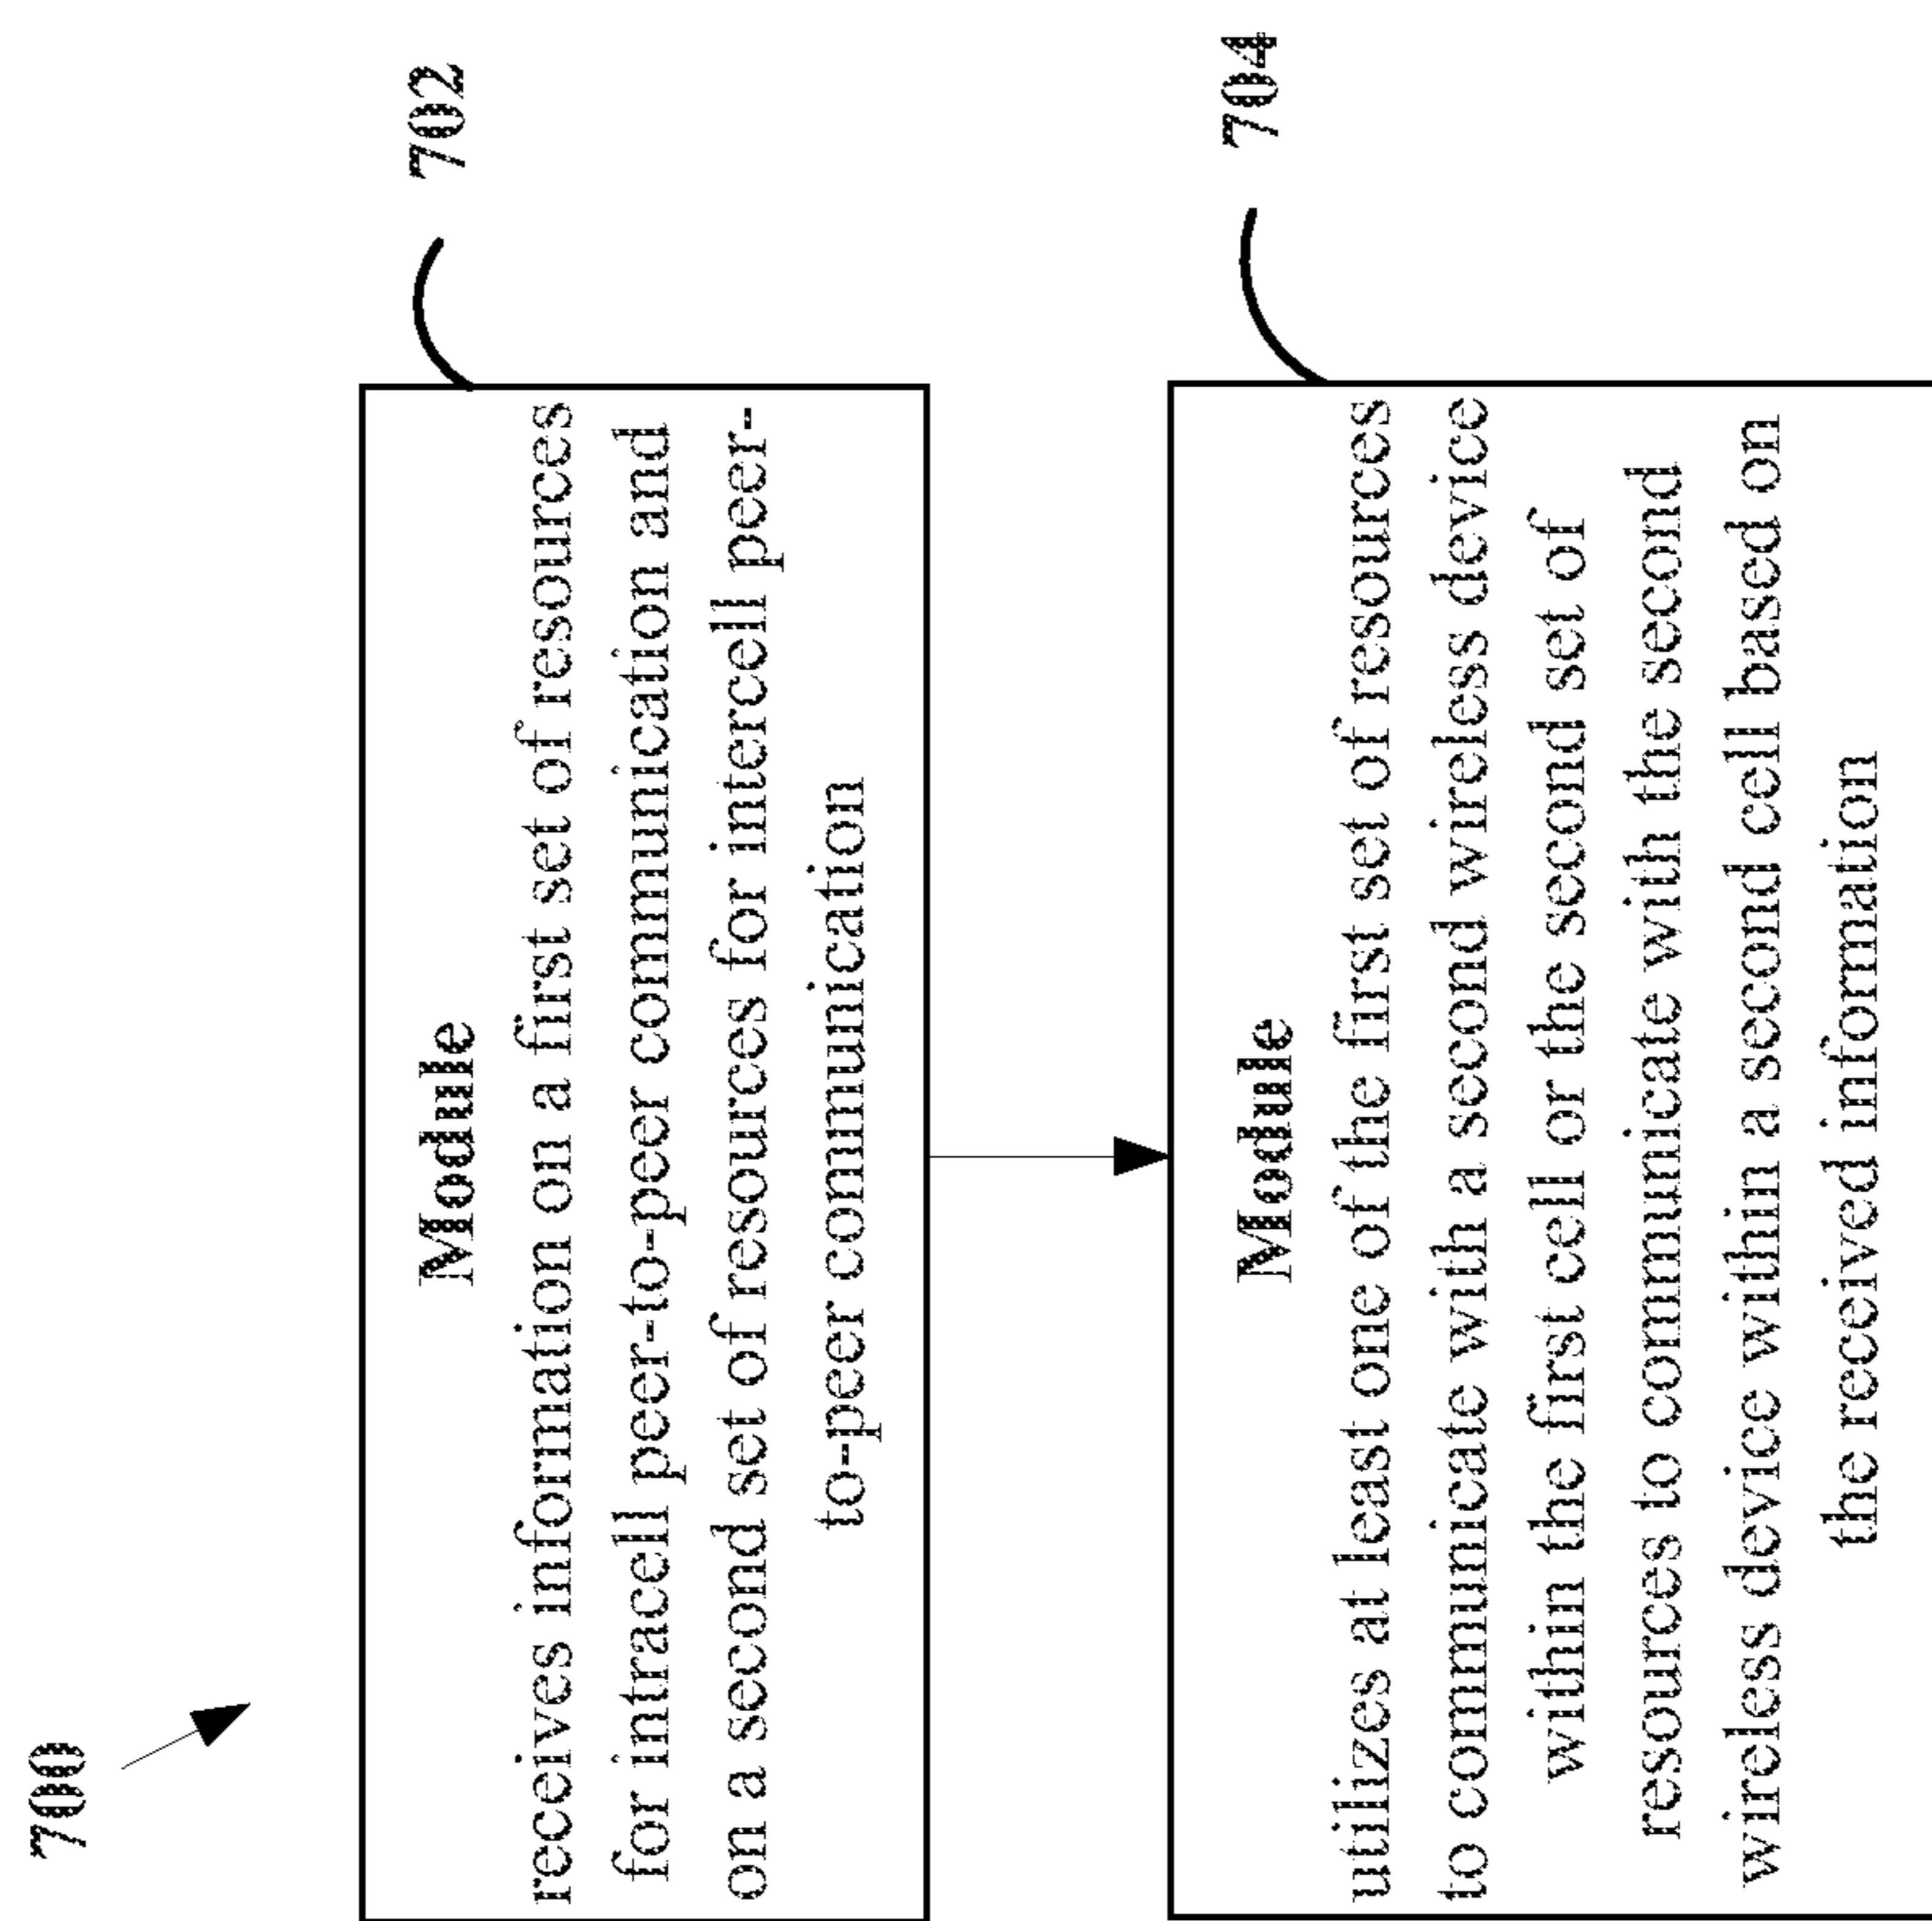 700
702
Module
receives information on a first set of resources
for intracell peer-to-peer communication and
on a second set of resources for intercell peer-
to-peer communication
704
Module
utilizes at least one of the first set of resources
to communicate with a second wireless device
within the first cell or the second set of
resources to communicate with the second
wireless device within a second cell based on
the received information